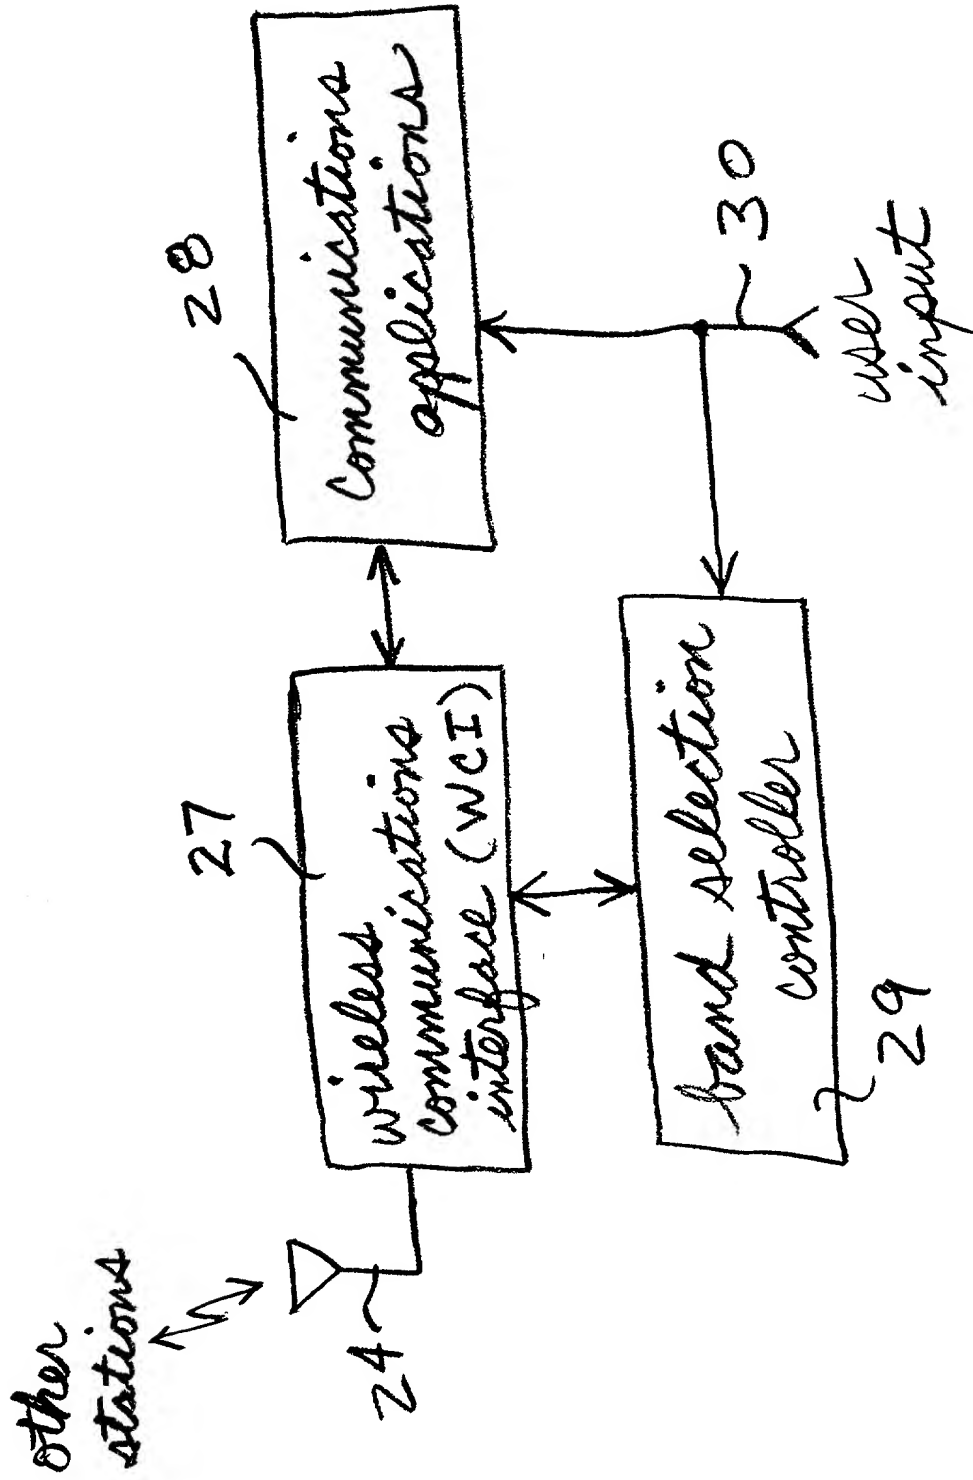 other
stations
24
27
wireless
communications
interface (WCI)
28
communications
applications
band selection
controller
29
30
user
input